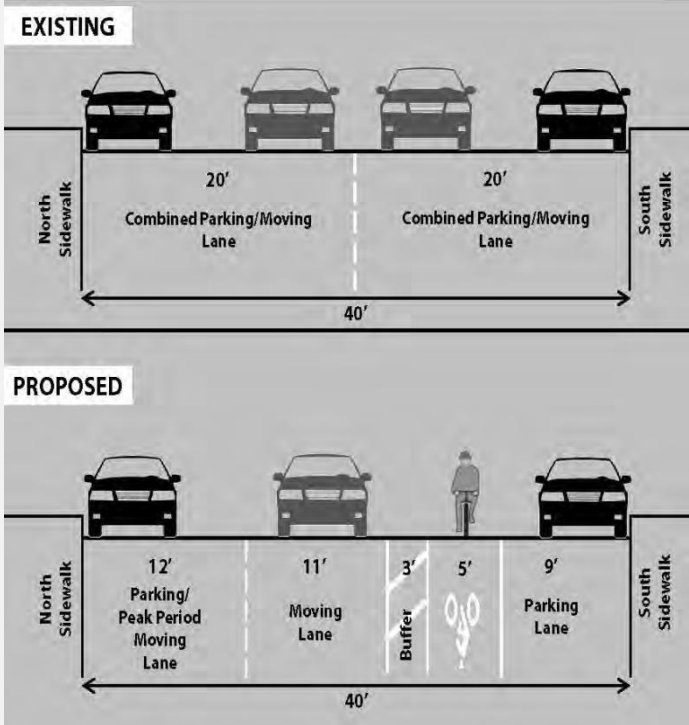 EXISTING
20'
20'
Combined Parking/Moving
Lane
Combined Parking/Moving
Lane
North
Sidewalk
South
Sidewalk
40'
PROPOSED
12'
11'
3'
5'
9'
Parking/
Peak Period
Moving
Lane
Moving
Lane
Buffer
Parking
Lane
North
Sidewalk
South
Sidewalk
40'